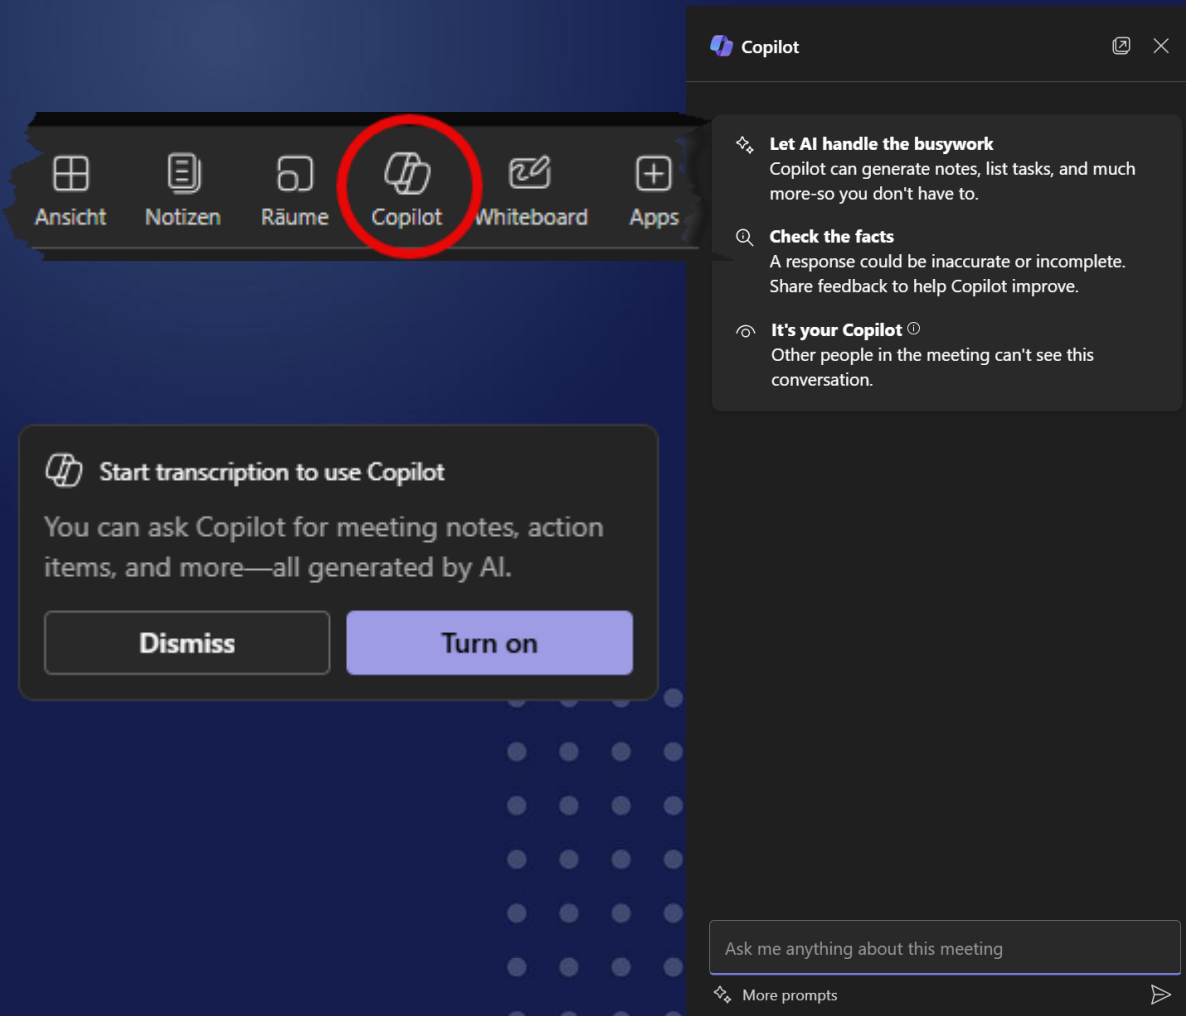 Ansicht
Notizen
Räume
Copilot
Whiteboard
Apps
Start transcription to use Copilot
You can ask Copilot for meeting notes, action
items, and more—all generated by AI.
Dismiss
Turn on
Copilot
Let AI handle the busywork
Copilot can generate notes, list tasks, and much
more-so you don't have to.
Check the facts
A response could be inaccurate or incomplete.
Share feedback to help Copilot improve.
It's your Copilot
Other people in the meeting can't see this
conversation.
Ask me anything about this meeting
More prompts